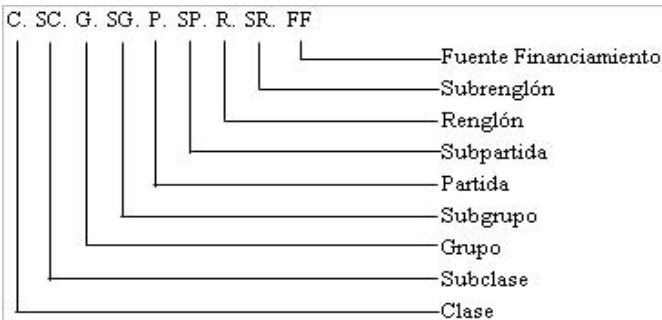 C. SC. G. SG. P. SP. R. SR. FF
Fuente Financiamiento
Subrenglón
Renglón
Subpartida
Partida
Subgrupo
Grupo
Subclase
Clase